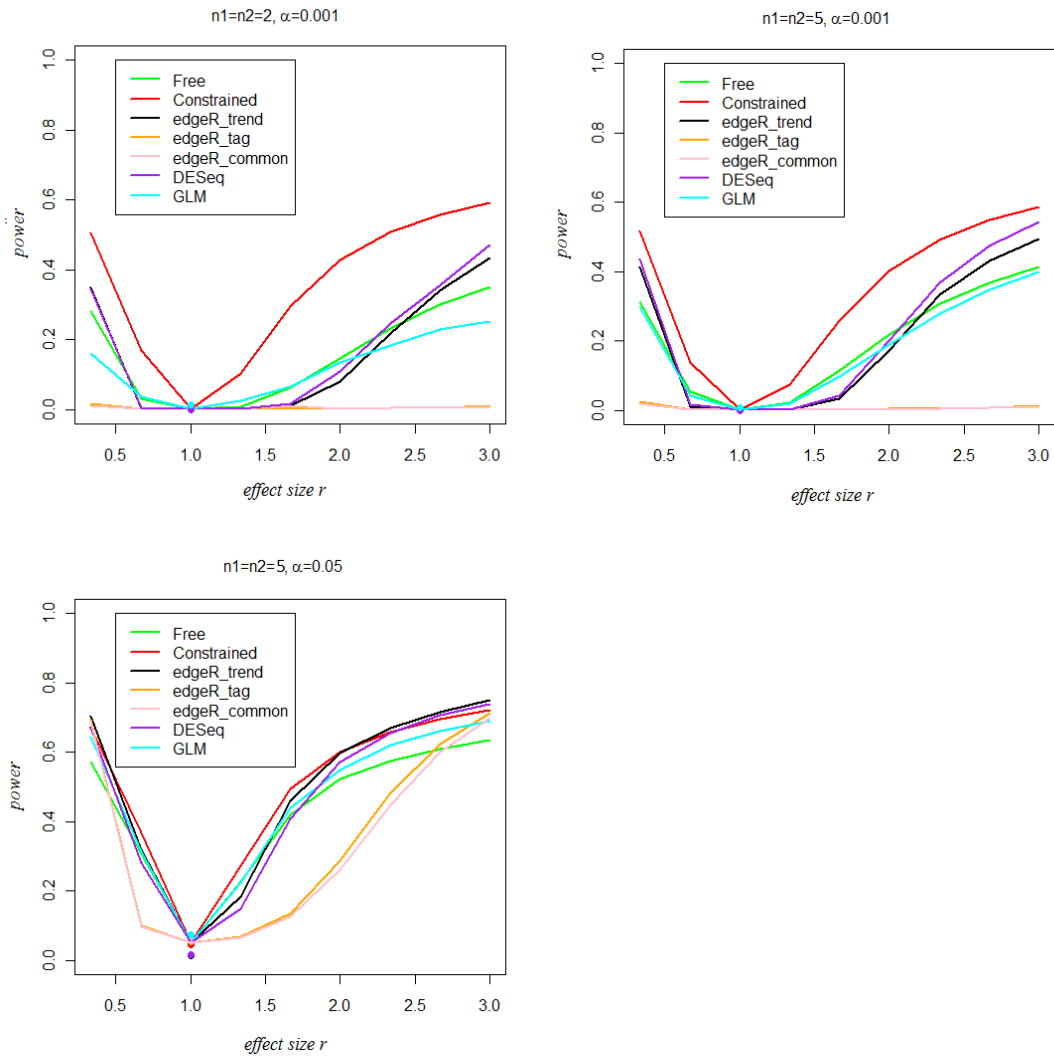 n1=n2=2, α=0.001
power
1.0
0.8
0.6
0.4
0.2
0.0
Free
Constrained
edgeR_trend
edgeR_tag
edgeR_common
DESeq
GLM
0.5 1.0 1.5 2.0 2.5 3.0
effect size r
n1=n2=5, α=0.001
power
1.0
0.8
0.6
0.4
0.2
0.0
Free
Constrained
edgeR_trend
edgeR_tag
edgeR_common
DESeq
GLM
0.5 1.0 1.5 2.0 2.5 3.0
effect size r
n1=n2=5, α=0.05
power
1.0
0.8
0.6
0.4
0.2
0.0
Free
Constrained
edgeR_trend
edgeR_tag
edgeR_common
DESeq
GLM
0.5 1.0 1.5 2.0 2.5 3.0
effect size r